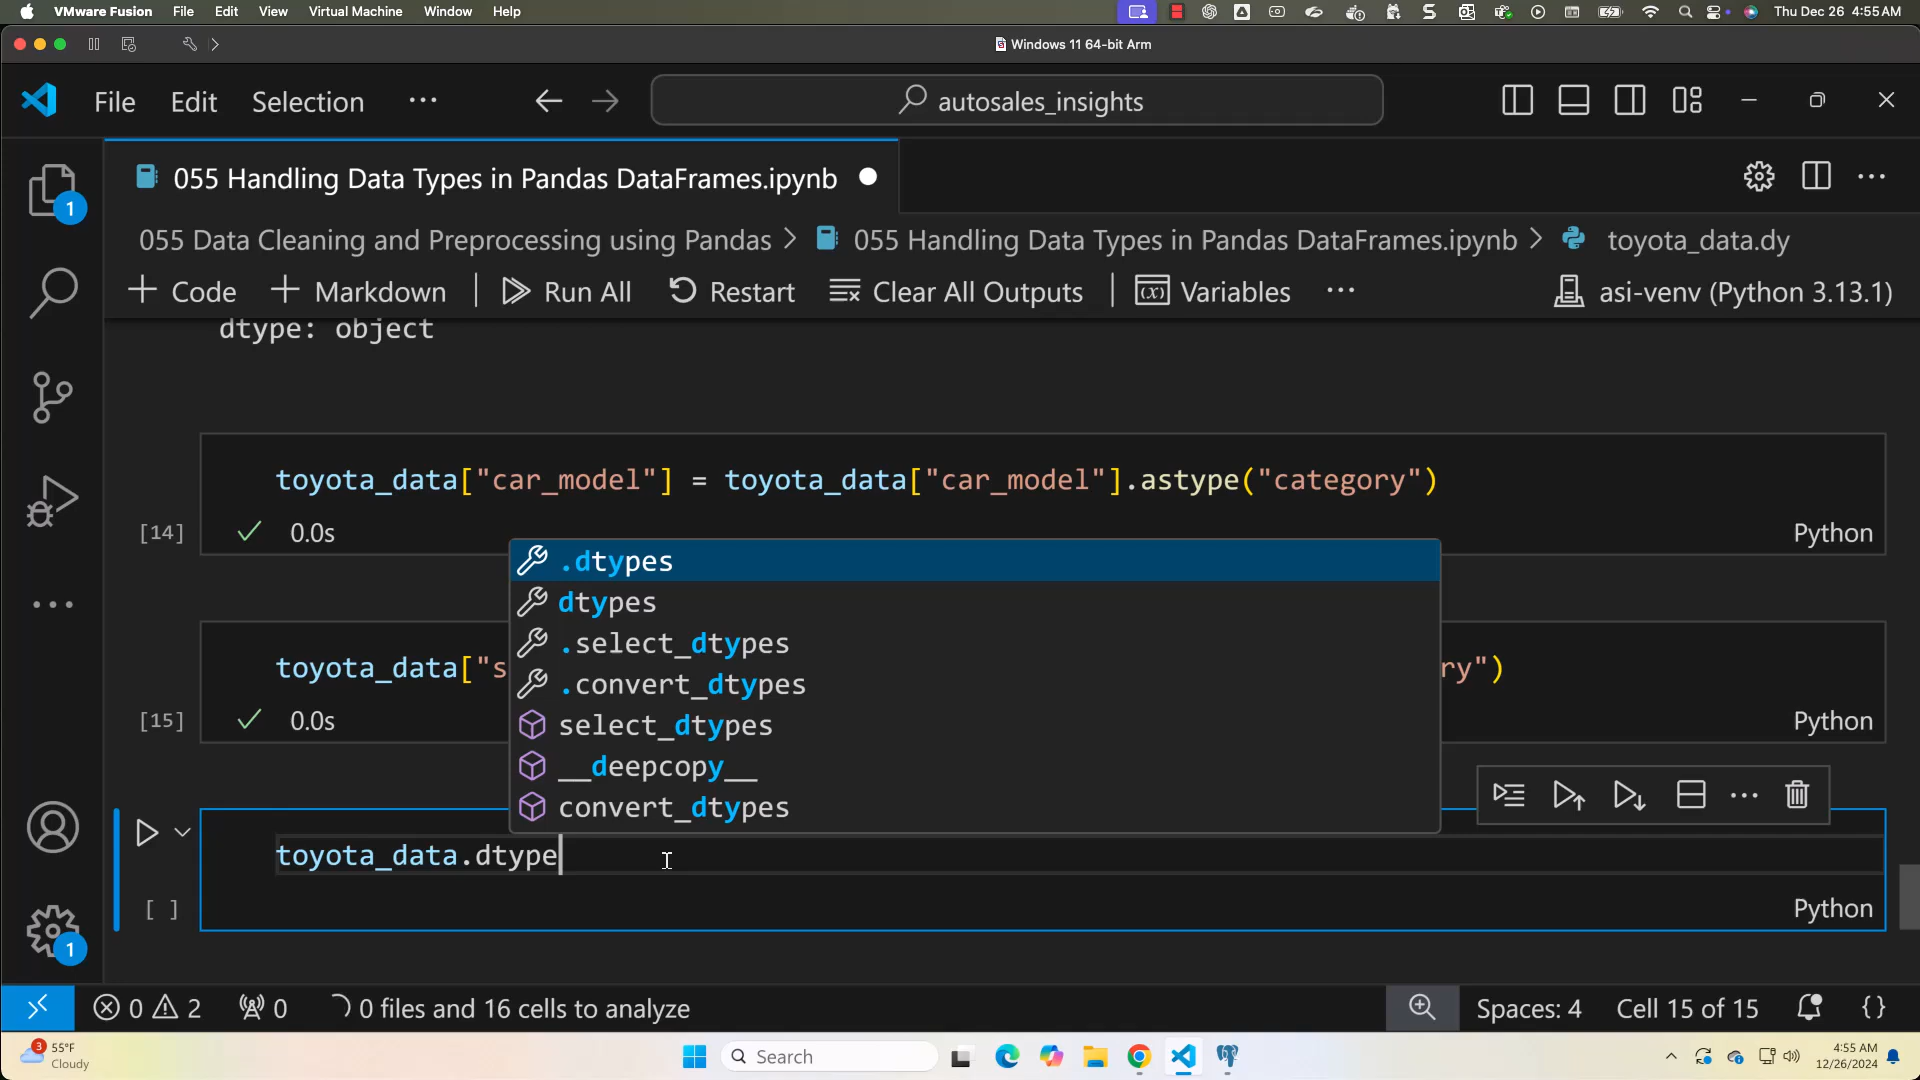 VMware Fusion File Edit View Virtual Machine Window Help Thu Dec 26 4:55 AM
Windows 11 64-bit Arm
File Edit Selection ··· autosales_insights
055 Handling Data Types in Pandas DataFrames.ipynb
055 Data Cleaning and Preprocessing using Pandas > 055 Handling Data Types in Pandas DataFrames.ipynb > toyota_data.dy
+ Code + Markdown Run All Restart Clear All Outputs Variables ··· asi-venv (Python 3.13.1)
dtype: object
toyota_data["car_model"] = toyota_data["car_model"].astype("category")
[14] 0.0s Python
.dtypes
dtypes
.select_dtypes
.convert_dtypes
select_dtypes
__deepcopy__
convert_dtypes
toyota_data["s ry")
[15] 0.0s Python
toyota_data.dtype
[ ] Python
1
1
0 2 0 0 files and 16 cells to analyze Spaces: 4 Cell 15 of 15 {}
3 55°F
Cloudy
Search
4:55 AM
12/26/2024